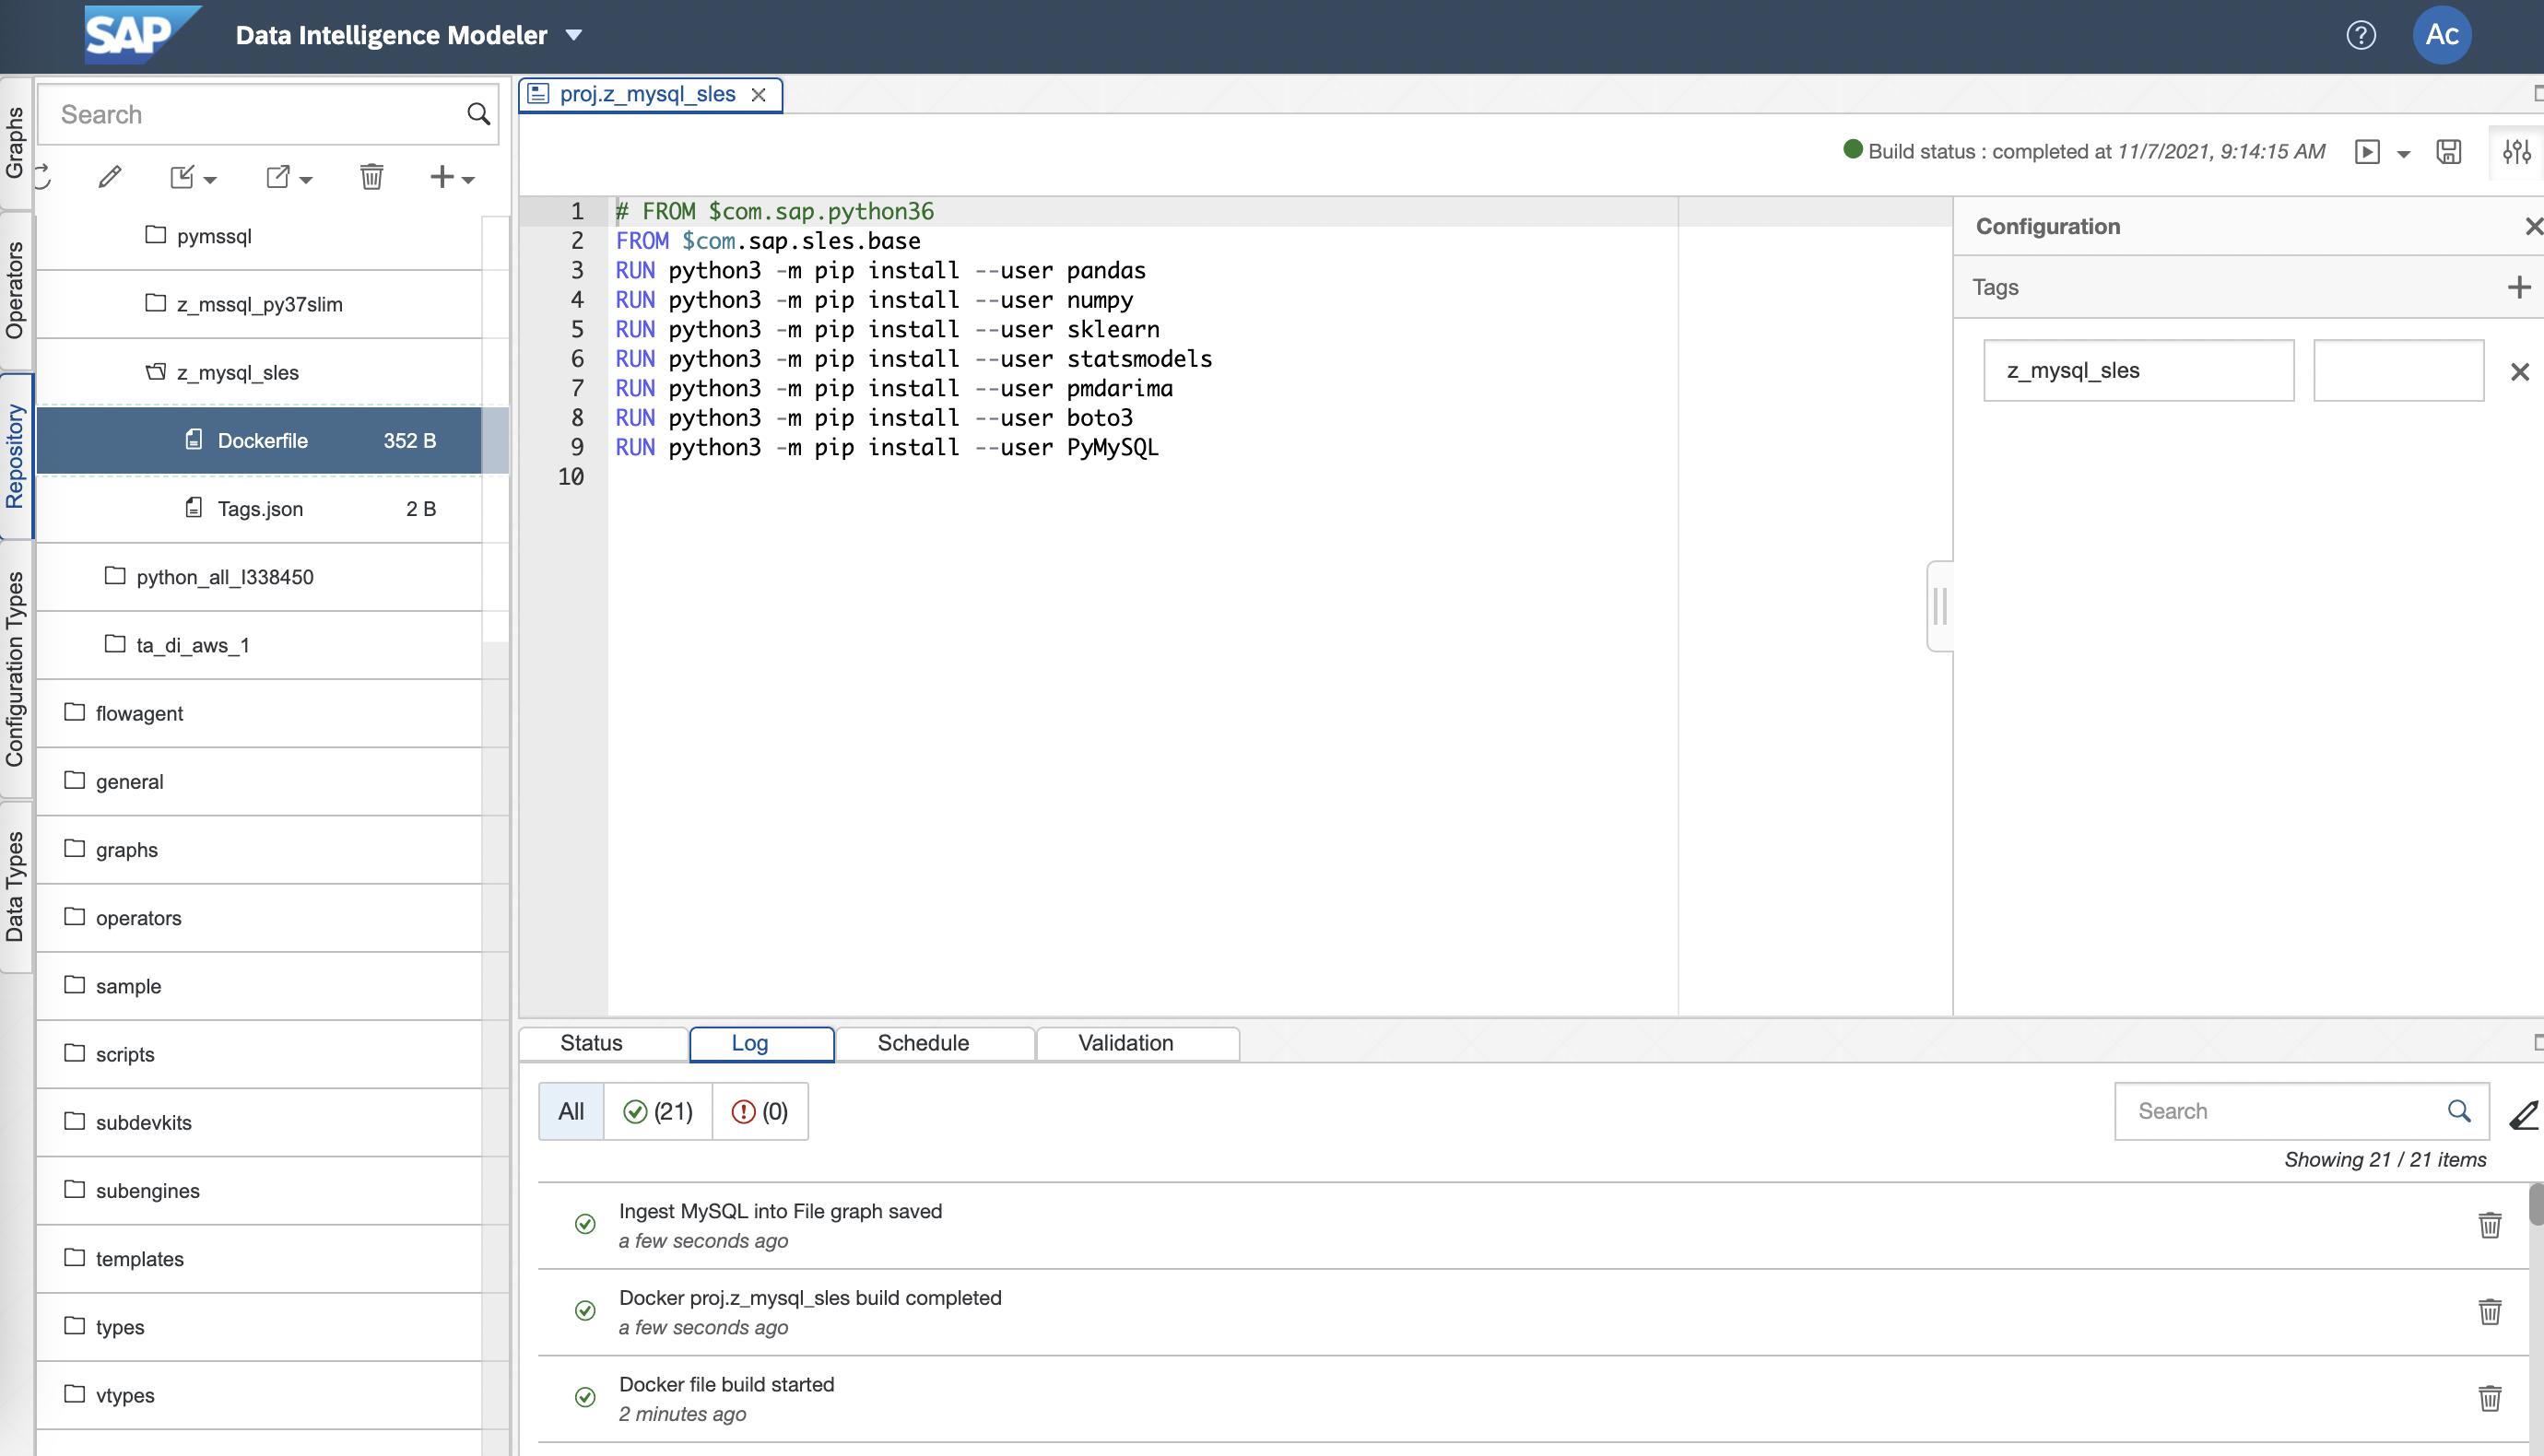 SAP
Data Intelligence Modeler
?
Ac
Graphs
Operators
Repository
Configuration Types
Data Types
Search
pymssql
z_mssql_py37slim
z_mysql_sles
Dockerfile 352 B
Tags.json 2 B
python_all_I338450
ta_di_aws_1
flowagent
general
graphs
operators
sample
scripts
subdevkits
subengines
templates
types
vtypes
proj.z_mysql_sles
Build status : completed at 11/7/2021, 9:14:15 AM
1 # FROM $com.sap.python36
2 FROM $com.sap.sles.base
3 RUN python3 -m pip install --user pandas
4 RUN python3 -m pip install --user numpy
5 RUN python3 -m pip install --user sklearn
6 RUN python3 -m pip install --user statsmodels
7 RUN python3 -m pip install --user pmdarima
8 RUN python3 -m pip install --user boto3
9 RUN python3 -m pip install --user PyMySQL
10
Configuration
Tags
z_mysql_sles
Status Log Schedule Validation
All (21) (0)
Search
Showing 21 / 21 items
Ingest MySQL into File graph saved
a few seconds ago
Docker proj.z_mysql_sles build completed
a few seconds ago
Docker file build started
2 minutes ago